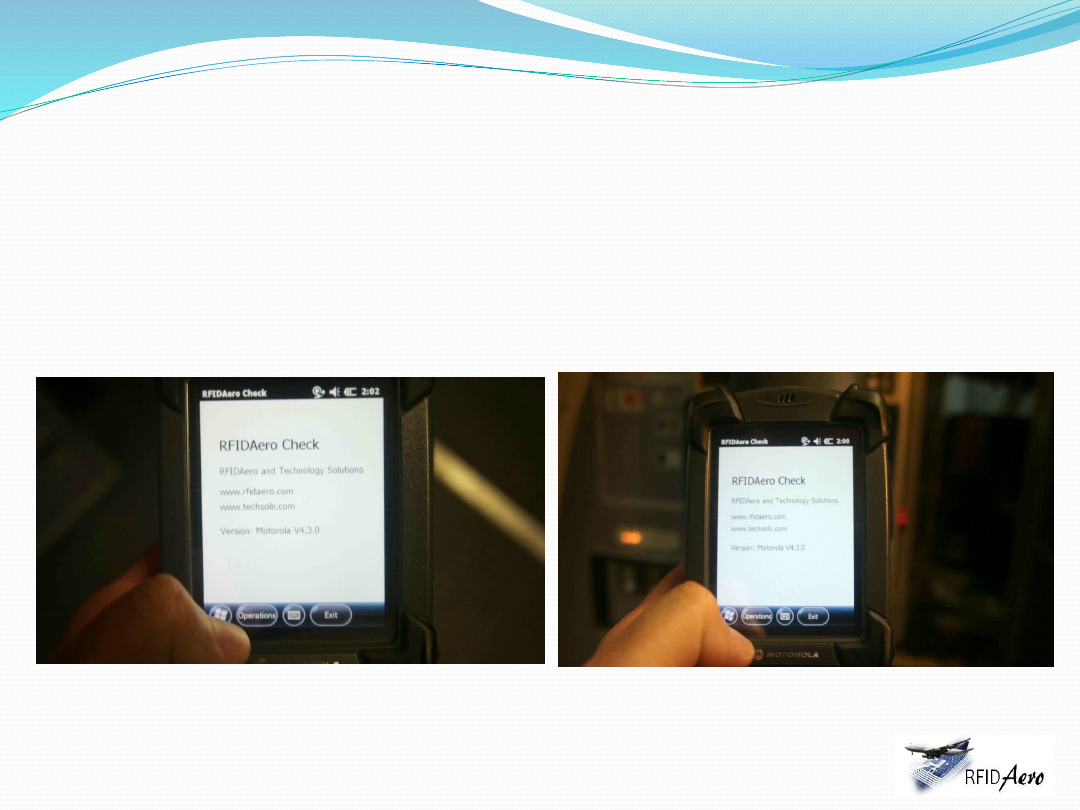 RFIDAero Check 2:02
RFIDAero Check
RFIDAero and Technology Solutions
www.rfidaero.com
www.techsoln.com
Version: Motorola V4.3.0
Operations Exit
RFIDAero Check 2:00
RFIDAero Check
RFIDAero and Technology Solutions
www.rfidaero.com
www.techsoln.com
Version: Motorola V4.3.0
Operations Exit
MOTOROLA
RFIDAero